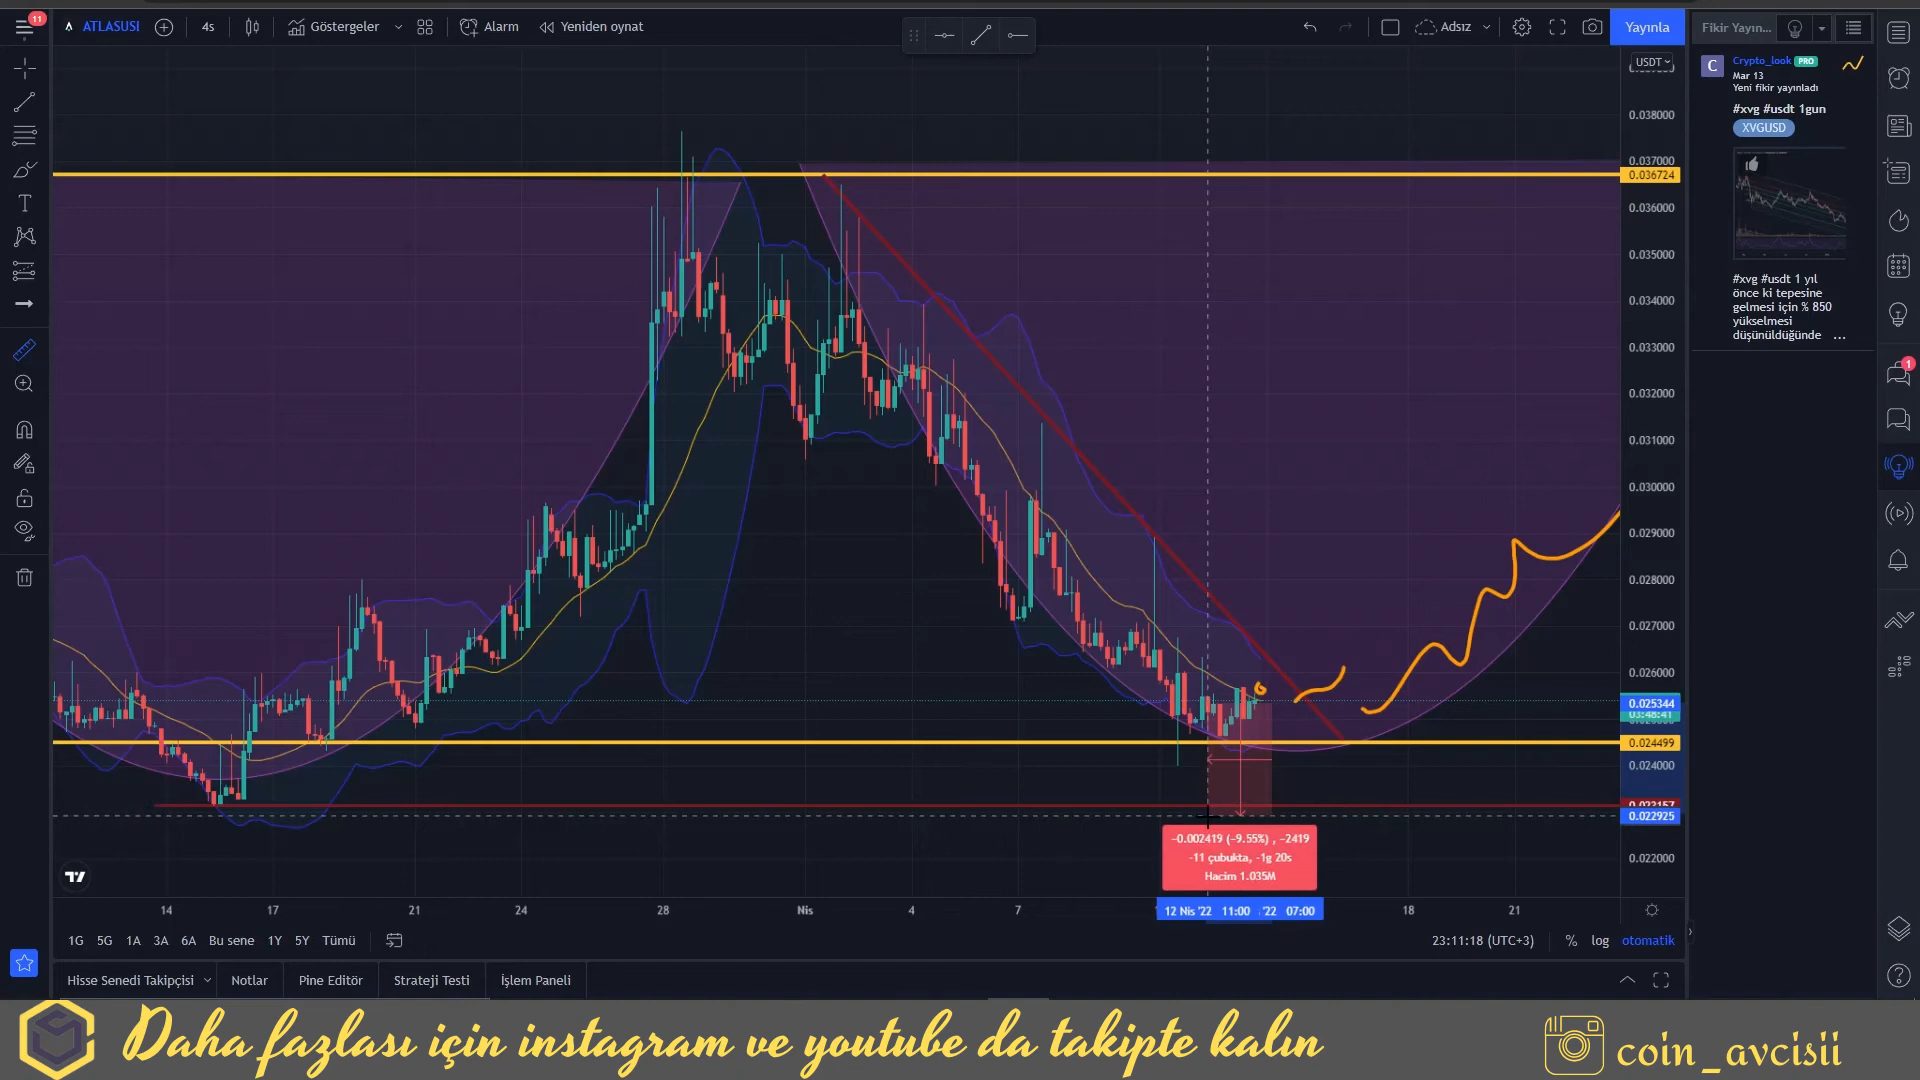 11
ATLASUSI
4s
Göstergeler
Alarm
Yeniden oynat
Adsız
Yayınla
Fikir Yayın...
USDT
C
Crypto_look PRO
Mar 13
Yeni fikir yayınladı
#xvg #usdt 1gun
XVGUSD
#xvg #usdt 1 yıl
önce ki tepesine
gelmesi için % 850
yükselmesi
düşünüldüğünde ...
1
0.038000
0.037000
0.036724
0.036000
0.035000
0.034000
0.033000
0.032000
0.031000
0.030000
0.029000
0.028000
0.027000
0.026000
0.025344
03:48:41
0.024499
0.024000
0.022925
0.022000
-0.002419 (-9.55%) , -2419
-11 çubukta, -1g 20s
Hacim 1.035M
14
17
21
24
28
Nis
4
7
12 Nis '22 11:00
'22 07:00
18
21
1G 5G 1A 3A 6A Bu sene 1Y 5Y Tümü
23:11:18 (UTC+3)
% log otomatik
Hisse Senedi Takipçisi
Notlar
Pine Editör
Strateji Testi
İşlem Paneli
Daha fazlası için instagram ve youtube da takipte kalın
coin_avcisii